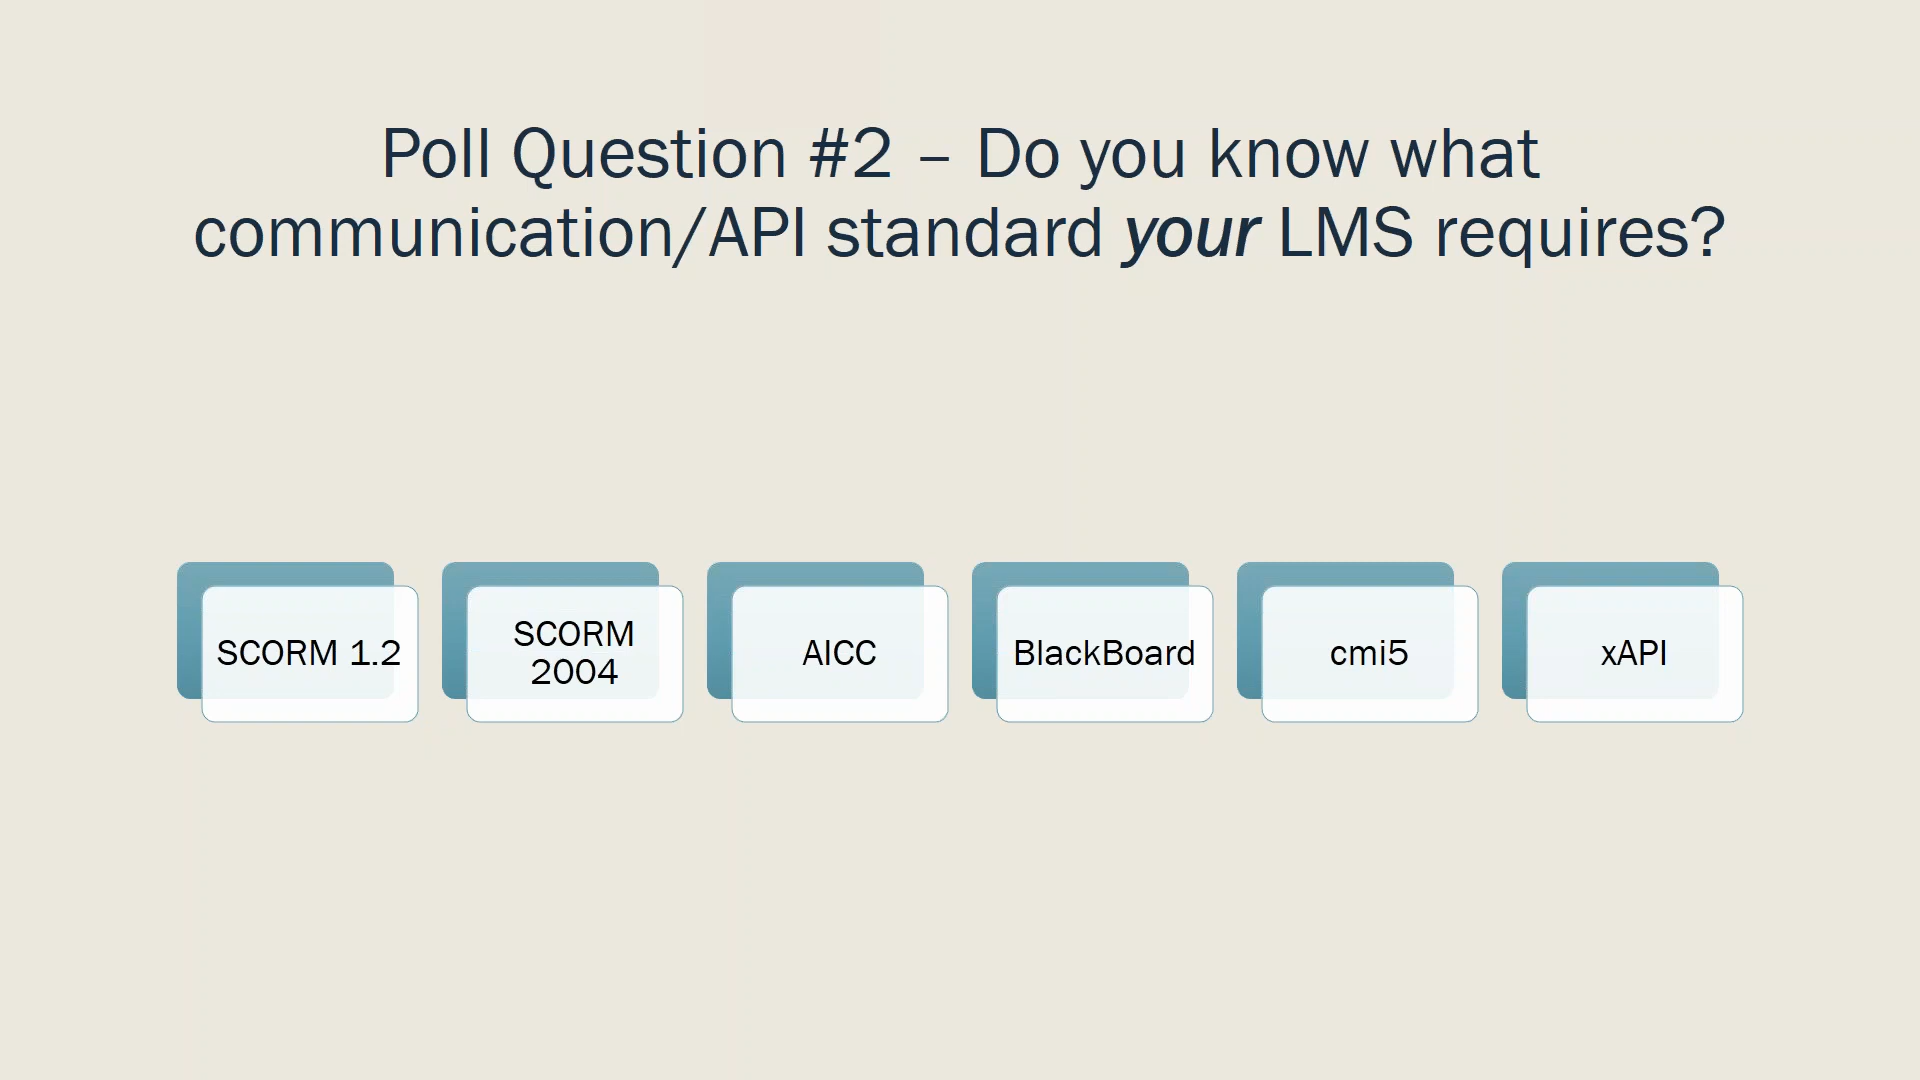 Poll Question #2 – Do you know what
communication/API standard your LMS requires?
SCORM 1.2
SCORM
2004
AICC
BlackBoard
cmi5
xAPI